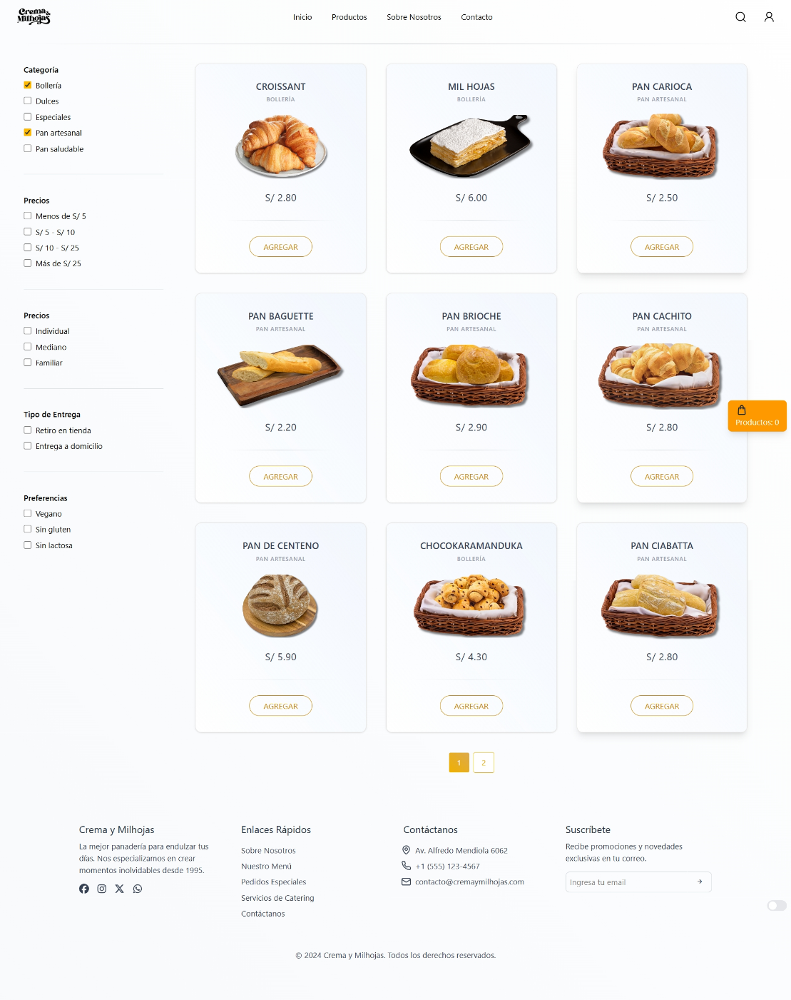 Crema &
Milhojas
Inicio
Productos
Sobre Nosotros
Contacto
Categoría
Bollería
Dulces
Especiales
Pan artesanal
Pan saludable
Precios
Menos de S/ 5
S/ 5 - S/ 10
S/ 10 - S/ 25
Más de S/ 25
Precios
Individual
Mediano
Familiar
Tipo de Entrega
Retiro en tienda
Entrega a domicilio
Preferencias
Vegano
Sin gluten
Sin lactosa
CROISSANT
BOLLERÍA
S/ 2.80
AGREGAR
MIL HOJAS
BOLLERÍA
S/ 6.00
AGREGAR
PAN CARIOCA
PAN ARTESANAL
S/ 2.50
AGREGAR
PAN BAGUETTE
PAN ARTESANAL
S/ 2.20
AGREGAR
PAN BRIOCHE
PAN ARTESANAL
S/ 2.90
AGREGAR
PAN CACHITO
PAN ARTESANAL
S/ 2.80
AGREGAR
Productos: 0
PAN DE CENTENO
PAN ARTESANAL
S/ 5.90
AGREGAR
CHOCOKARAMANDUKA
BOLLERÍA
S/ 4.30
AGREGAR
PAN CIABATTA
PAN ARTESANAL
S/ 2.80
AGREGAR
1
2
Crema y Milhojas
La mejor panadería para endulzar tus
días. Nos especializamos en crear
momentos inolvidables desde 1995.
Enlaces Rápidos
Sobre Nosotros
Nuestro Menú
Pedidos Especiales
Servicios de Catering
Contáctanos
Contáctanos
Av. Alfredo Mendiola 6062
+1 (555) 123-4567
contacto@cremaymilhojas.com
Suscríbete
Recibe promociones y novedades
exclusivas en tu correo.
Ingresa tu email
© 2024 Crema y Milhojas. Todos los derechos reservados.